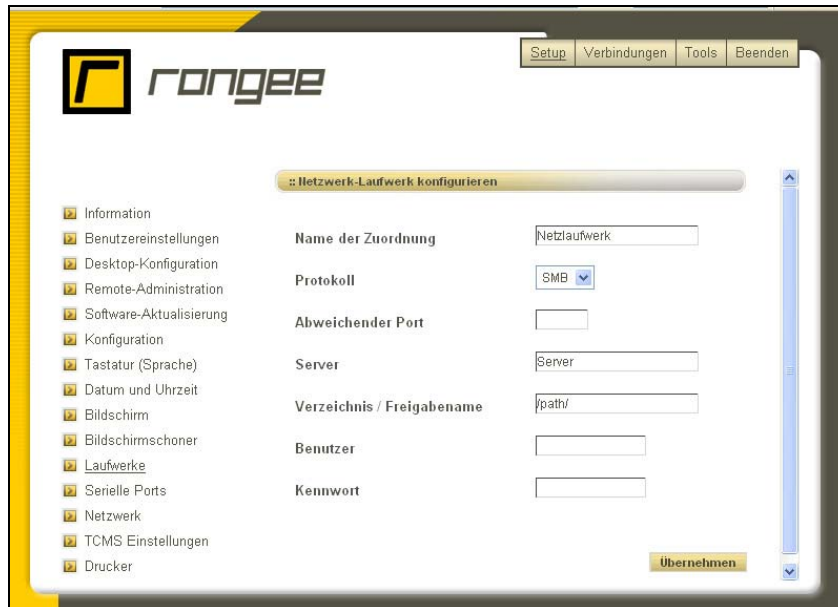 rongee
Setup Verbindungen Tools Beenden
:: Netzwerk-Laufwerk konfigurieren
Information
Benutzereinstellungen
Desktop-Konfiguration
Remote-Administration
Software-Aktualisierung
Konfiguration
Tastatur (Sprache)
Datum und Uhrzeit
Bildschirm
Bildschirmschoner
Laufwerke
Serielle Ports
Netzwerk
TCMS Einstellungen
Drucker
Name der Zuordnung Netzlaufwerk
Protokoll SMB
Abweichender Port
Server Server
Verzeichnis / Freigabename /path/
Benutzer
Kennwort
Übernehmen